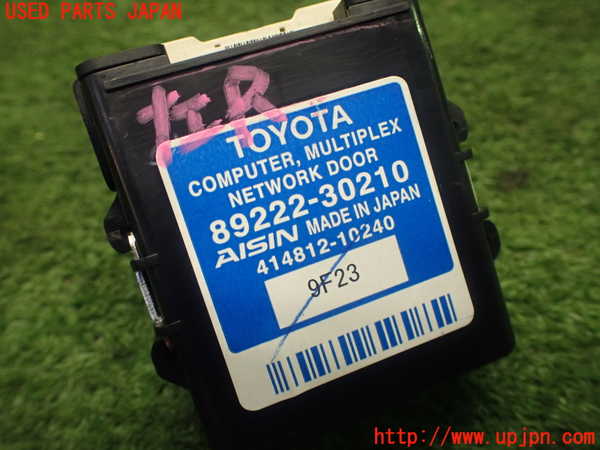 USED PARTS JAPAN
TOYOTA
COMPUTER, MULTIPLEX
NETWORK DOOR
89222-30210
AISIN MADE IN JAPAN
414812-10240
9F23
http://www.upjpn.com/